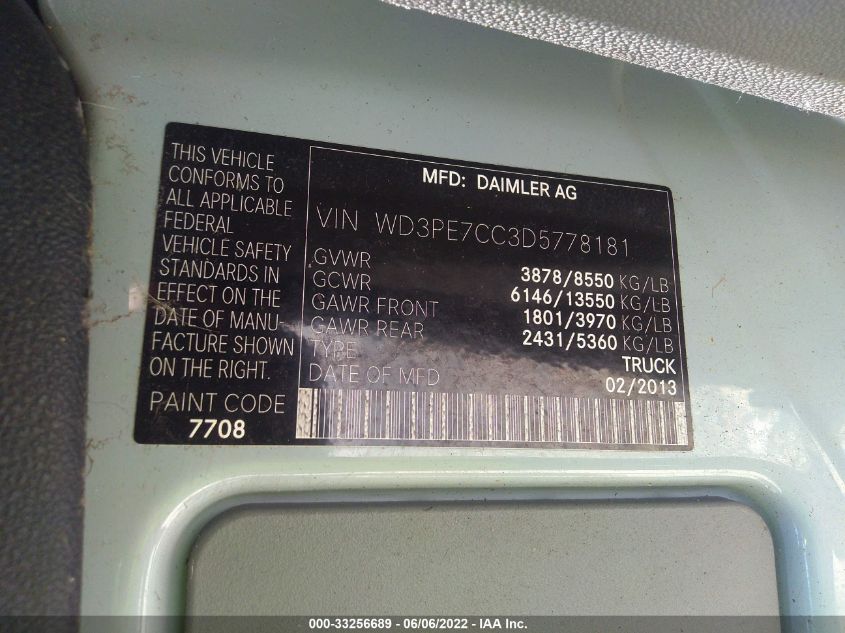 THIS VEHICLE
CONFORMS TO
ALL APPLICABLE
FEDERAL
VEHICLE SAFETY
STANDARDS IN
EFFECT ON THE
DATE OF MANU-
FACTURE SHOWN
ON THE RIGHT.
PAINT CODE
7708
MFD: DAIMLER AG
VIN WD3PE7CC3D5778181
GVWR 3878/8550 KG/LB
GCWR 6146/13550 KG/LB
GAWR FRONT 1801/3970 KG/LB
GAWR REAR 2431/5360 KG/LB
TYPE TRUCK
DATE OF MFD 02/2013
000-33256689 - 06/06/2022 - IAA Inc.